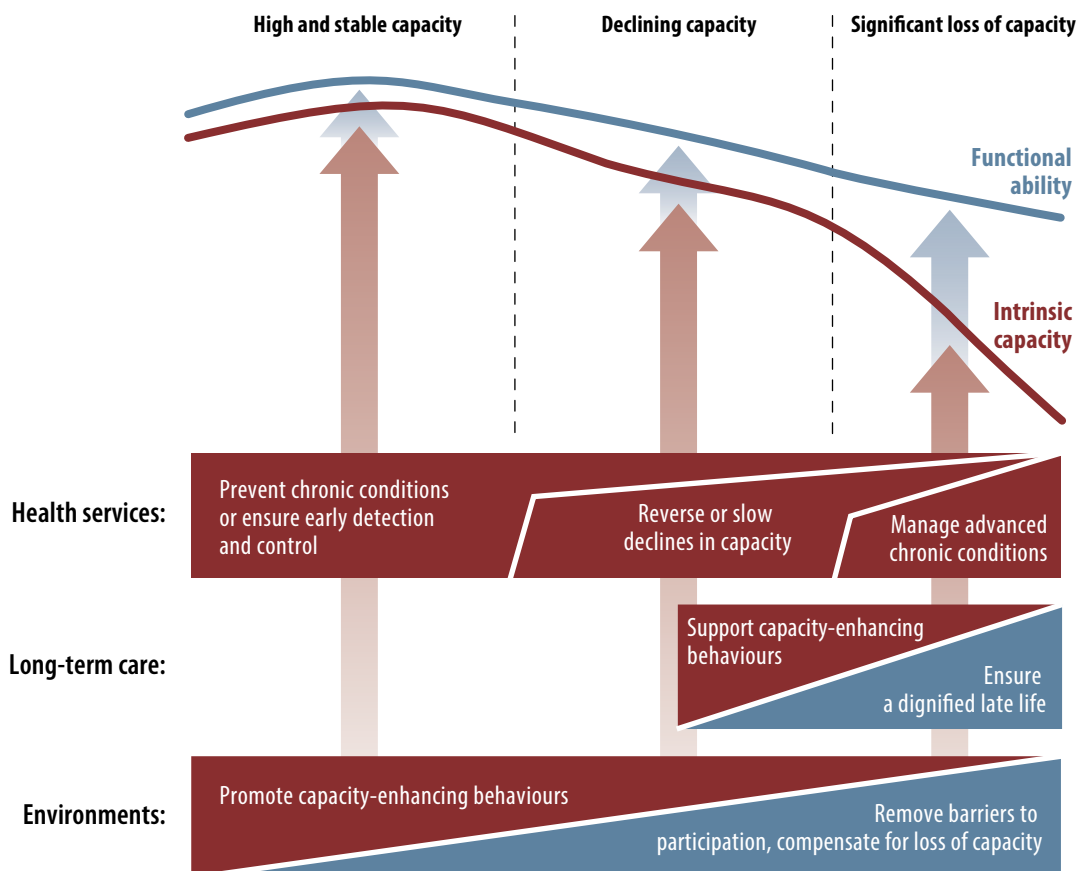 High and stable capacity
Declining capacity
Significant loss of capacity
Functional
ability
Intrinsic
capacity
Health services:
Prevent chronic conditions
or ensure early detection
and control
Reverse or slow
declines in capacity
Manage advanced
chronic conditions
Long-term care:
Support capacity-enhancing
behaviours
Ensure
a dignified late life
Environments:
Promote capacity-enhancing behaviours
Remove barriers to
participation, compensate for loss of capacity